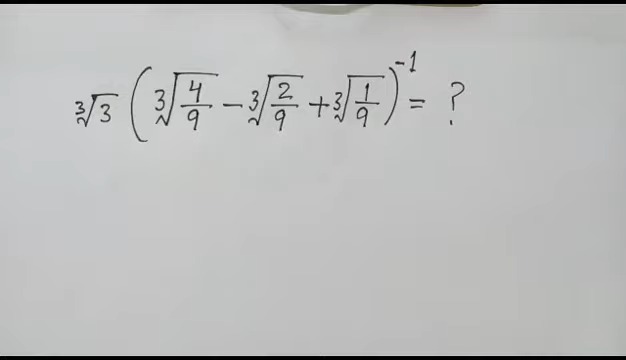 ∛3 (∛(4/9) − ∛(2/9) + ∛(1/9))⁻¹ = ?